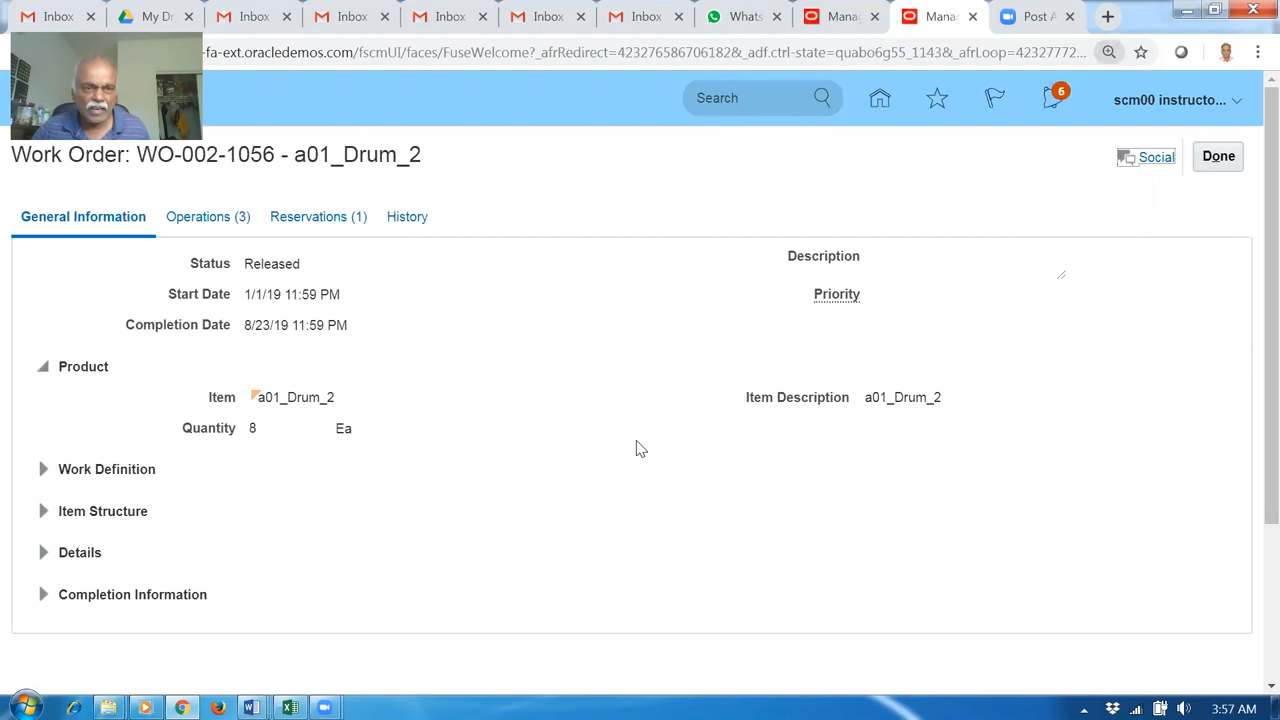 Inbox
My Dr
Inbox
Inbox
Inbox
Inbox
Inbox
Whats
Mana
Mana
Post A
-fa-ext.oracledemos.com/fscmUI/faces/FuseWelcome?_afrRedirect=42327658670618​2&_adf.ctrl-state=quabo6g55_1143&_afrLoop=42327772...
Search
6
scm00 instructo...
Work Order: WO-002-1056 - a01_Drum_2
Social
Done
General Information
Operations (3)
Reservations (1)
History
Status Released
Description
Start Date 1/1/19 11:59 PM
Priority
Completion Date 8/23/19 11:59 PM
Product
Item a01_Drum_2
Item Description a01_Drum_2
Quantity 8 Ea
Work Definition
Item Structure
Details
Completion Information
3:57 AM